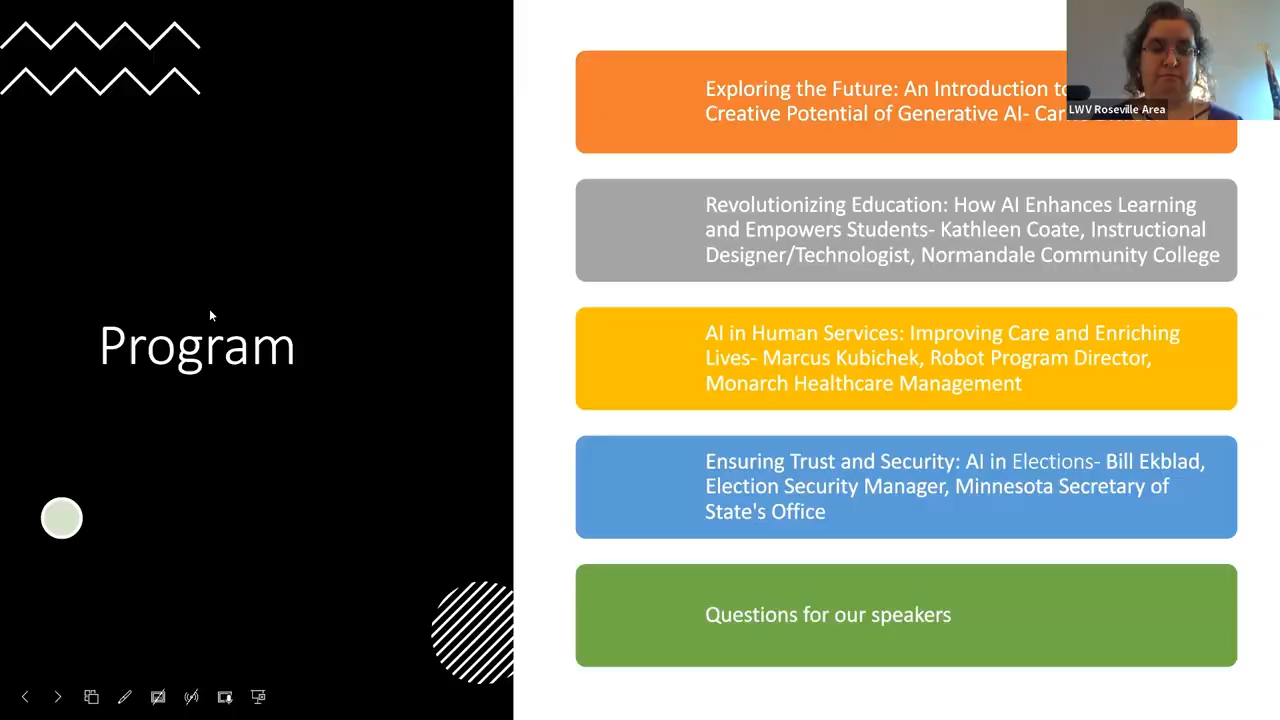 Program
Exploring the Future: An Introduction to
Creative Potential of Generative AI-
LWV Roseville Area
Revolutionizing Education: How AI Enhances Learning
and Empowers Students- Kathleen Coate, Instructional
Designer/Technologist, Normandale Community College
AI in Human Services: Improving Care and Enriching
Lives- Marcus Kubichek, Robot Program Director,
Monarch Healthcare Management
Ensuring Trust and Security: AI in Elections- Bill Ekblad,
Election Security Manager, Minnesota Secretary of
State's Office
Questions for our speakers